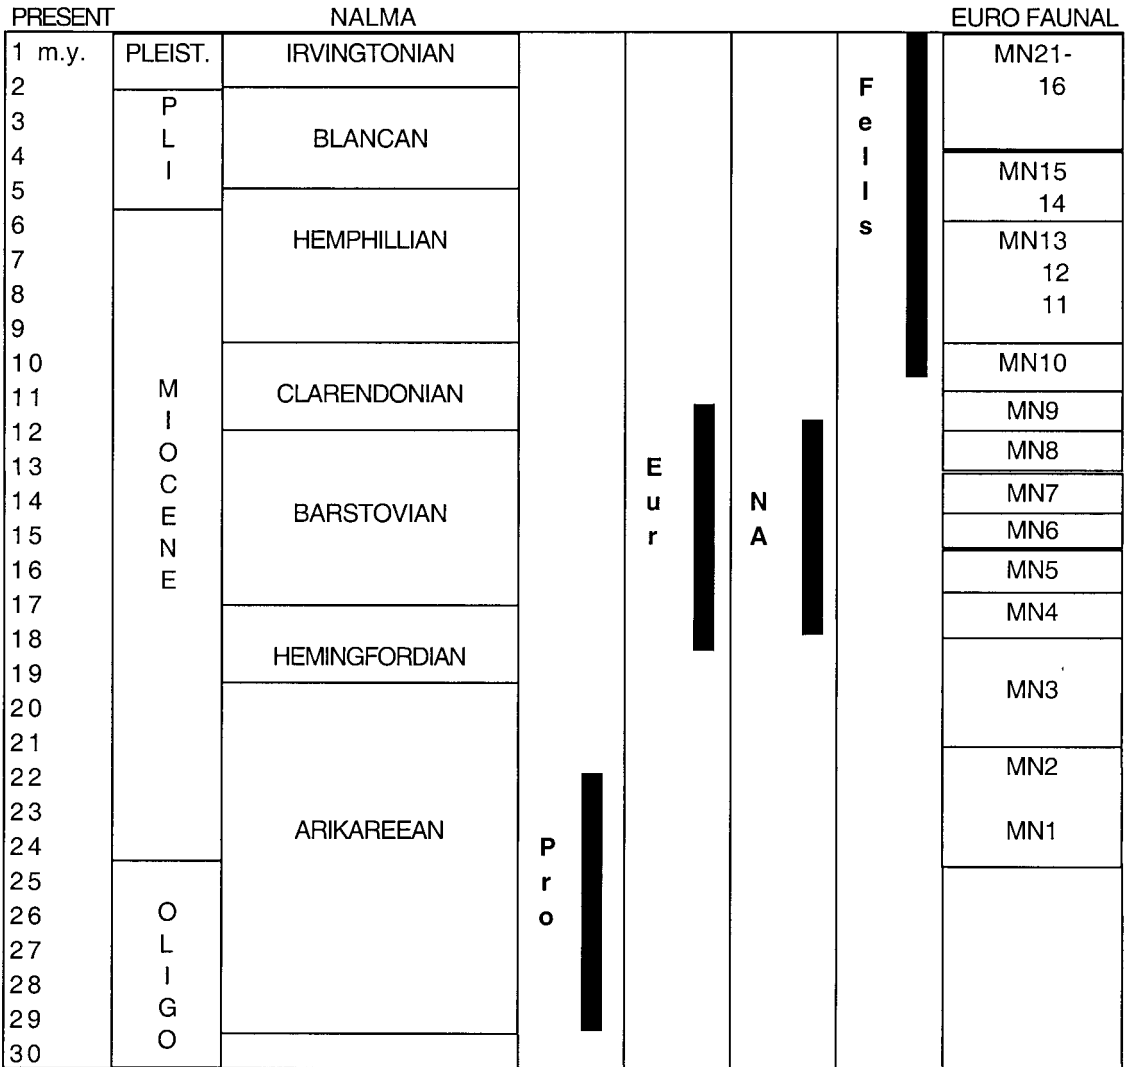 PRESENT NALMA EURO FAUNAL
1 m.y. PLEIST. IRVINGTONIAN MN21-
2 16
3
4
5
6
7
8
9
10
11
12
13
14
15
16
17
18
19
20
21
22
23
24
25
26
27
28
29
30
P
L
I
M
I
O
C
E
N
E
O
L
I
G
O
BLANCAN
HEMPHILLIAN
CLARENDONIAN
BARSTOVIAN
HEMINGFORDIAN
ARIKAREEAN
P
r
o
E
u
r
N
A
F
e
l
i
s
MN15
14
MN13
12
11
MN10
MN9
MN8
MN7
MN6
MN5
MN4
MN3
MN2
MN1